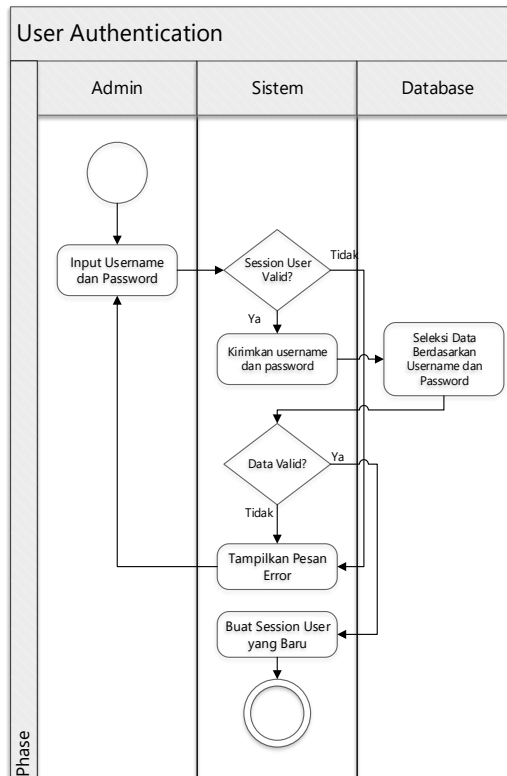 User Authentication
Admin
Sistem
Database
Input Username
dan Password
Session User
Valid?
Tidak
Ya
Kirimkan username
dan password
Seleksi Data
Berdasarkan
Username dan
Password
Data Valid?
Ya
Tidak
Tampilkan Pesan
Error
Buat Session User
yang Baru
Phase